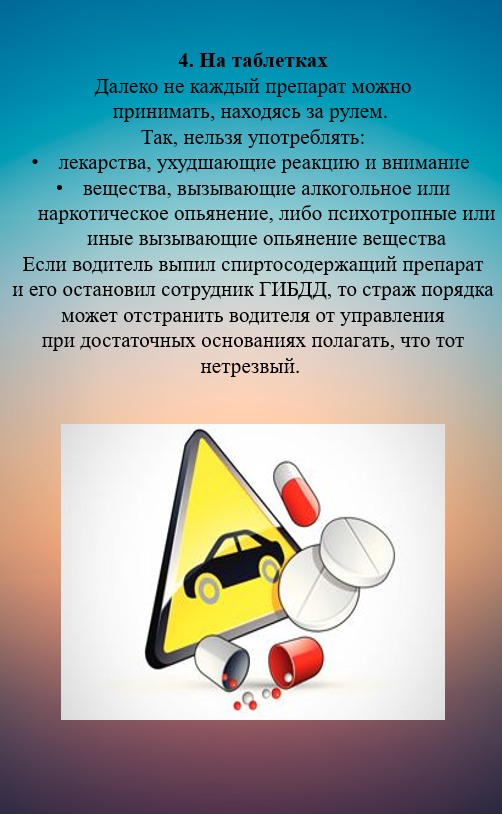 4. На таблетках
Далеко не каждый препарат можно
принимать, находясь за рулем.
Так, нельзя употреблять:
• лекарства, ухудшающие реакцию и внимание
• вещества, вызывающие алкогольное или
наркотическое опьянение, либо психотропные или
иные вызывающие опьянение вещества
Если водитель выпил спиртосодержащий препарат
и его остановил сотрудник ГИБДД, то страж порядка
может отстранить водителя от управления
при достаточных основаниях полагать, что тот
нетрезвый.